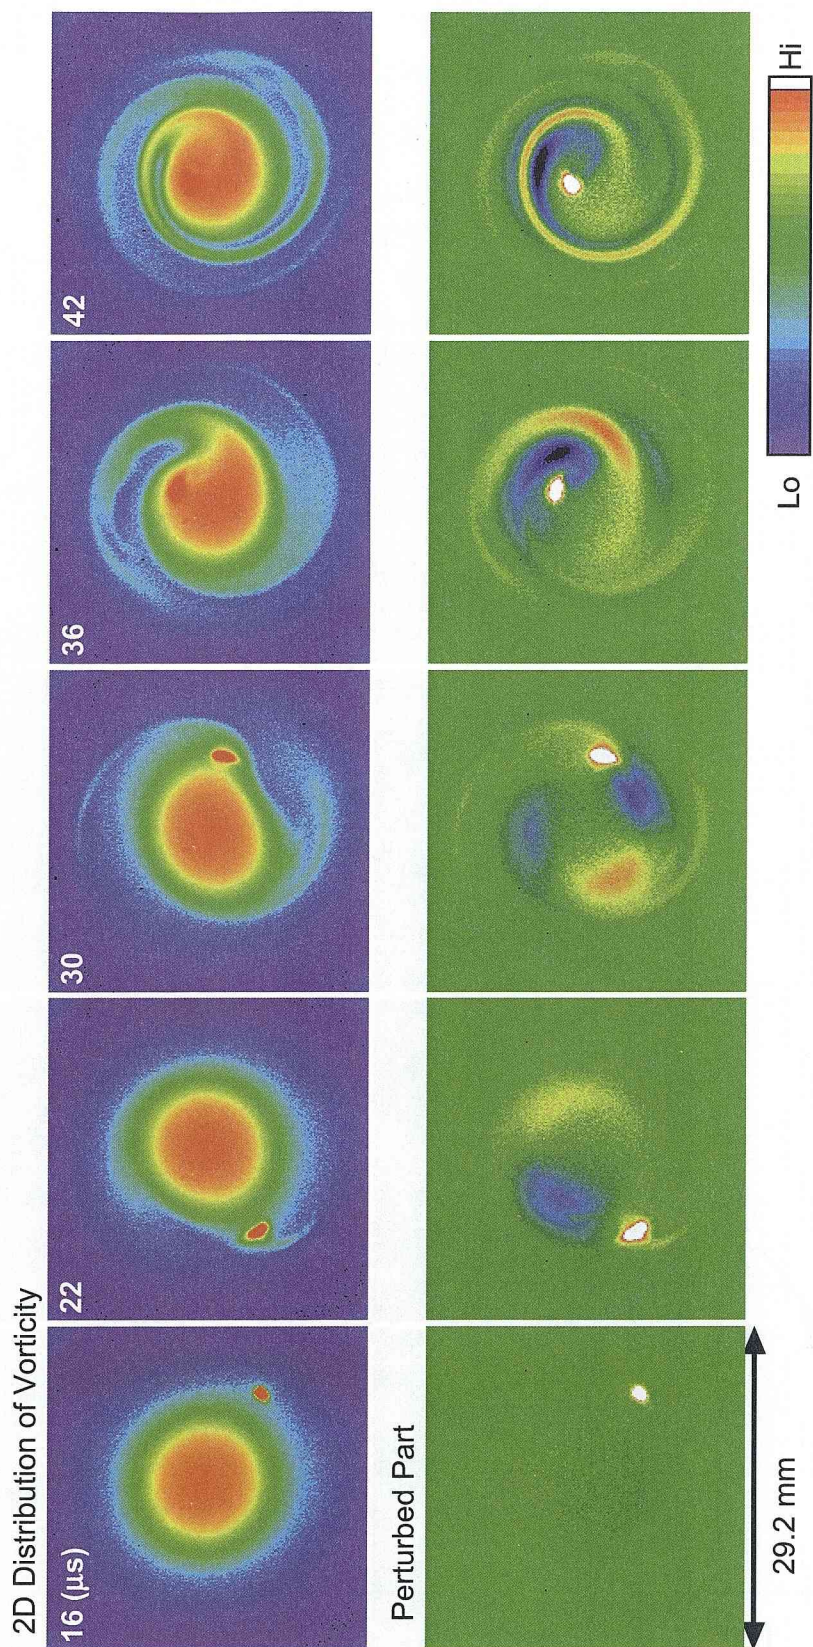 2D Distribution of Vorticity
16 (μs)
22
30
36
42
Perturbed Part
29.2 mm
Lo
Hi